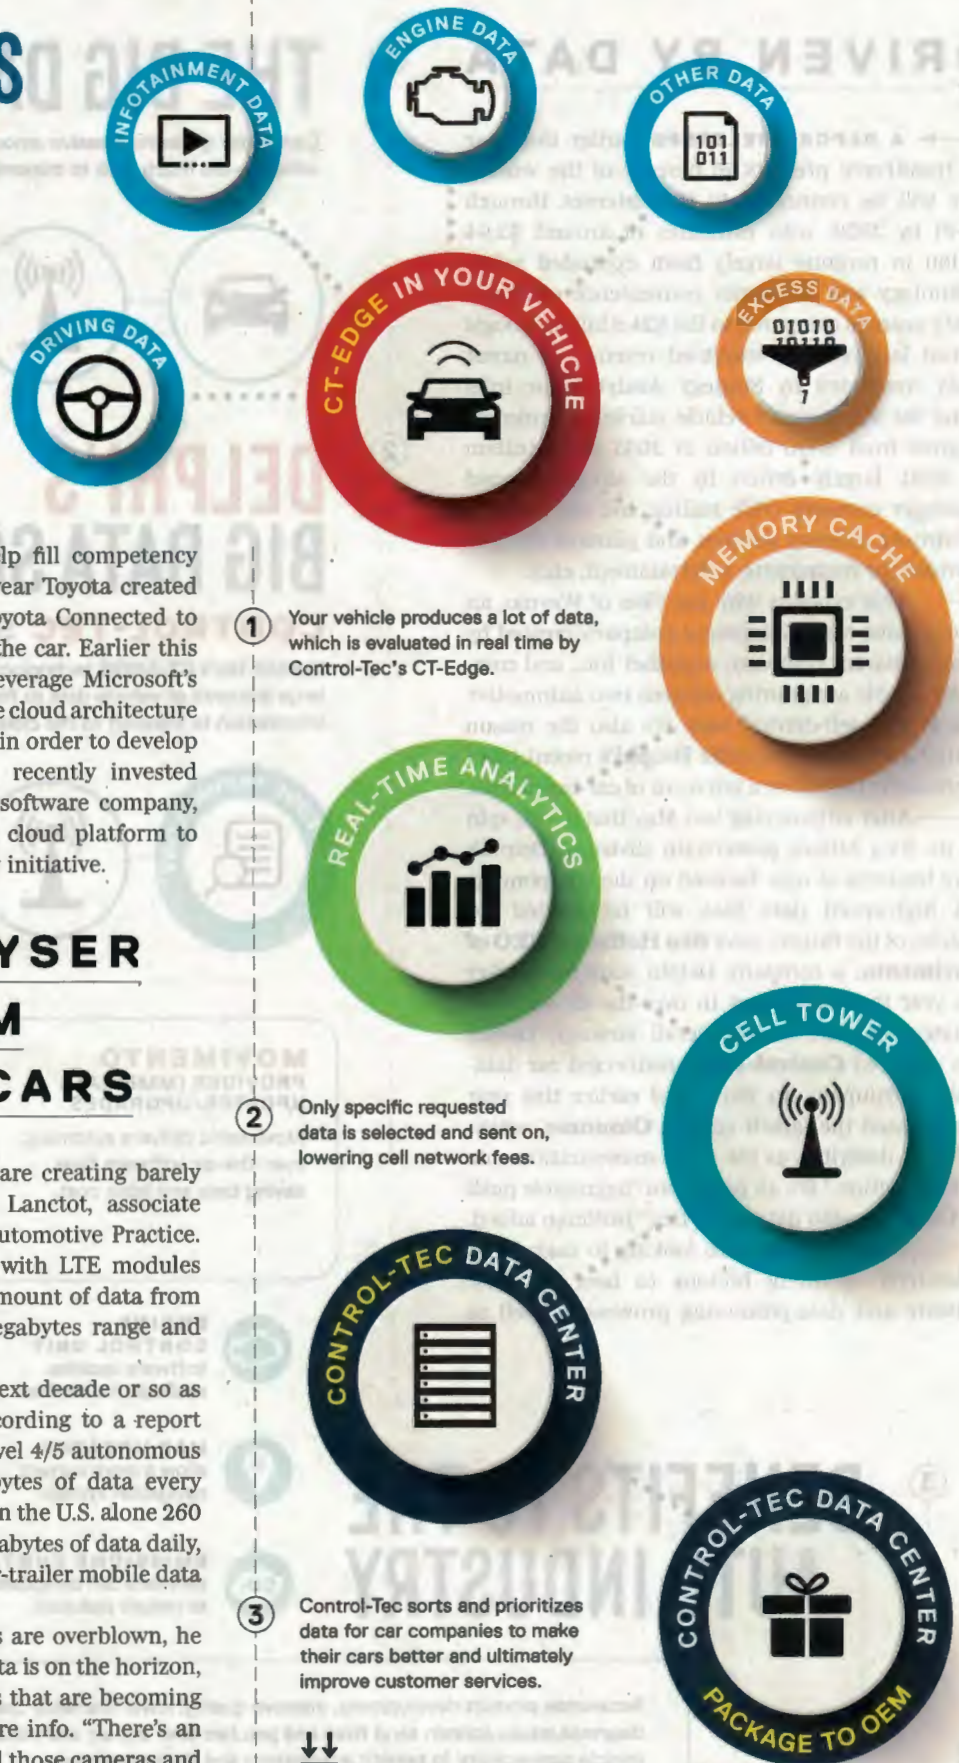 S
INFOTAINMENT DATA
ENGINE DATA
OTHER DATA
101
011
DRIVING DATA
CT-EDGE IN YOUR VEHICLE
EXCESS DATA
01010
10110
1
MEMORY CACHE
1
Your vehicle produces a lot of data,
which is evaluated in real time by
Control-Tec's CT-Edge.
REAL-TIME ANALYTICS
2
Only specific requested
data is selected and sent on,
lowering cell network fees.
CELL TOWER
CONTROL-TEC DATA CENTER
3
Control-Tec sorts and prioritizes
data for car companies to make
their cars better and ultimately
improve customer services.
CONTROL-TEC DATA CENTER
PACKAGE TO OEM
lp fill competency
ear Toyota created
oyota Connected to
the car. Earlier this
everage Microsoft's
e cloud architecture
in order to develop
recently invested
software company,
cloud platform to
initiative.
YSER
M
CARS
are creating barely
Lanctot, associate
utomotive Practice.
with LTE modules
mount of data from
egabytes range and
ext decade or so as
cording to a report
vel 4/5 autonomous
bytes of data every
n the U.S. alone 260
abytes of data daily,
-trailer mobile data
s are overblown, he
ta is on the horizon,
s that are becoming
re info. "There's an
l those cameras and